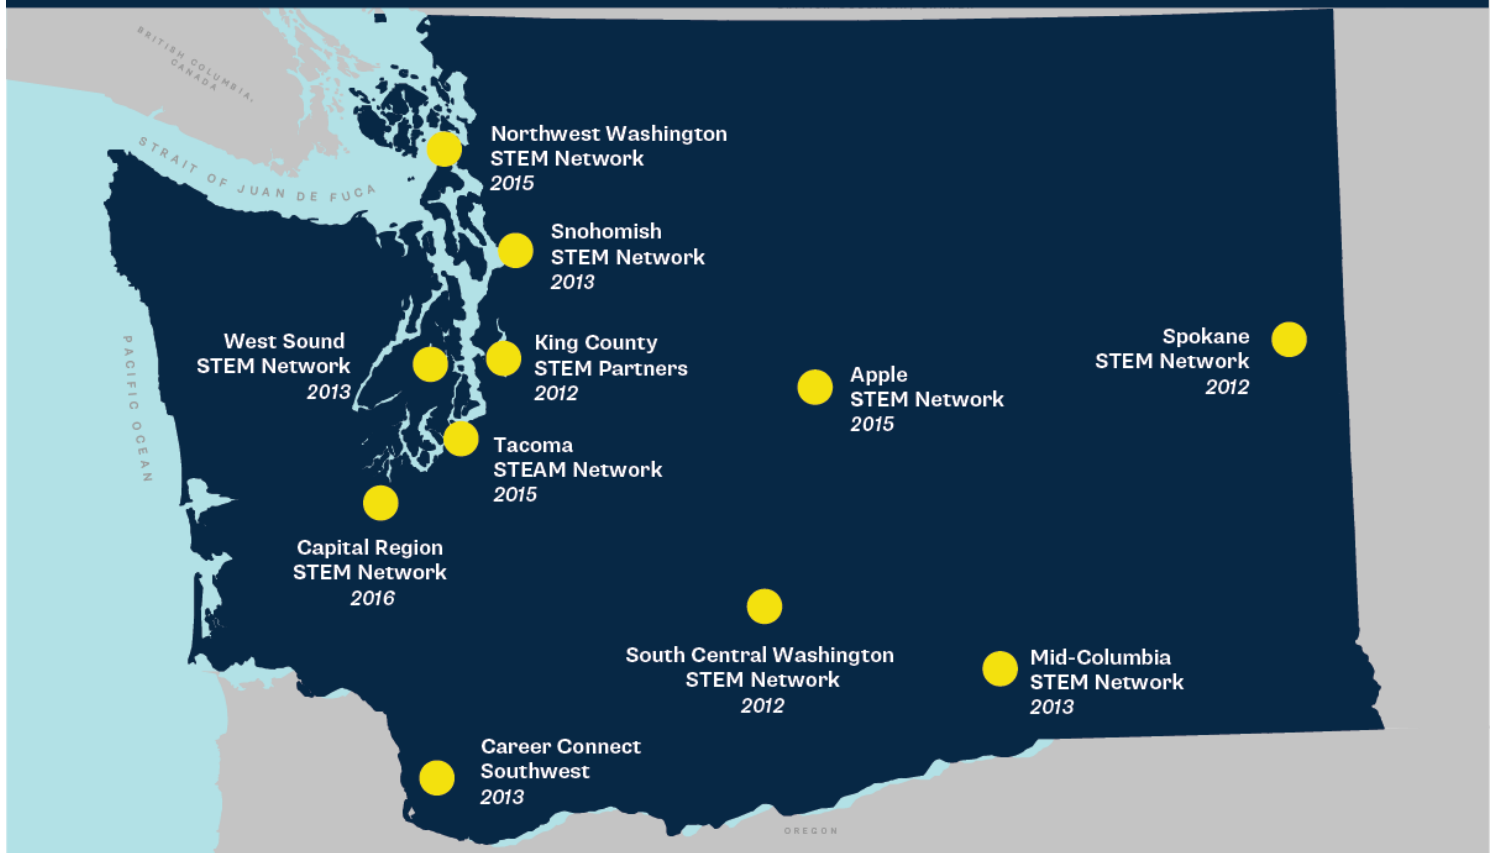 BRITISH COLUMBIA,
CANADA
STRAIT OF JUAN DE FUCA
PACIFIC OCEAN
Northwest Washington
STEM Network
2015
Snohomish
STEM Network
2013
West Sound
STEM Network
2013
King County
STEM Partners
2012
Spokane
STEM Network
2012
Apple
STEM Network
2015
Tacoma
STEAM Network
2015
Capital Region
STEM Network
2016
South Central Washington
STEM Network
2012
Mid-Columbia
STEM Network
2013
Career Connect
Southwest
2013
OREGON